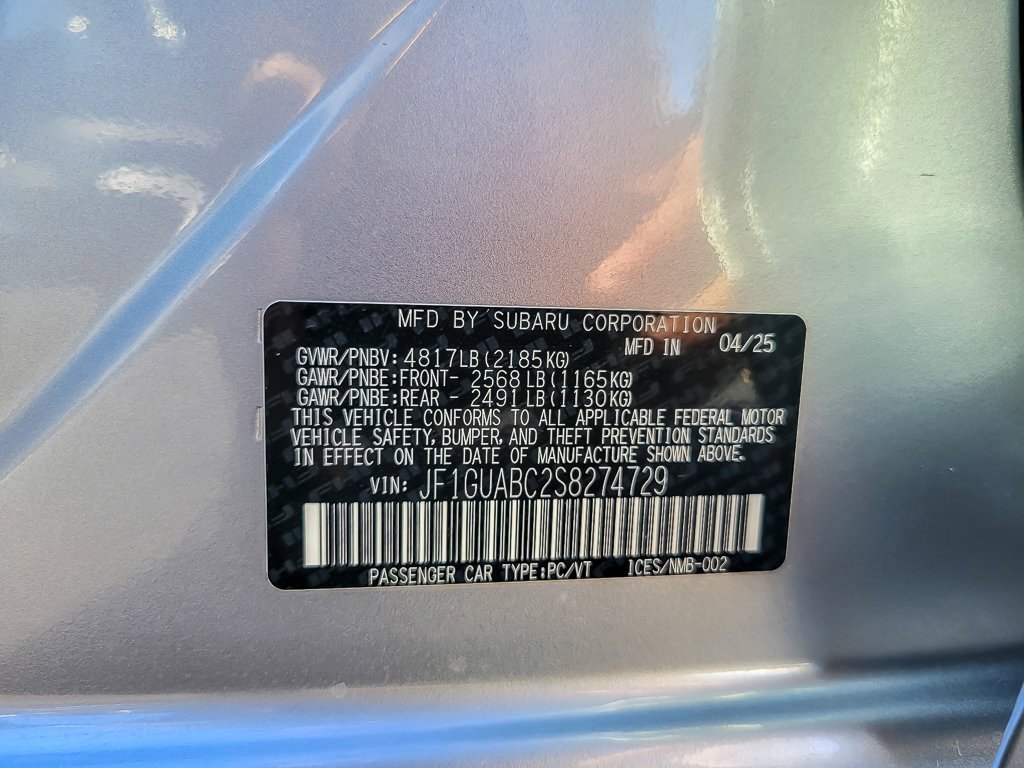 MFD BY SUBARU CORPORATION
MFD IN 04/25
GVWR/PNBV: 4817LB(2185KG)
GAWR/PNBE:FRONT- 2568 LB(1165KG)
GAWR/PNBE:REAR - 2491 LB(1130KG)
THIS VEHICLE CONFORMS TO ALL APPLICABLE FEDERAL MOTOR
VEHICLE SAFETY, BUMPER, AND THEFT PREVENTION STANDARDS
IN EFFECT ON THE DATE OF MANUFACTURE SHOWN ABOVE.
VIN: JF1GUABC2S8274729
PASSENGER CAR TYPE:PC/VT ICES/NMB-002